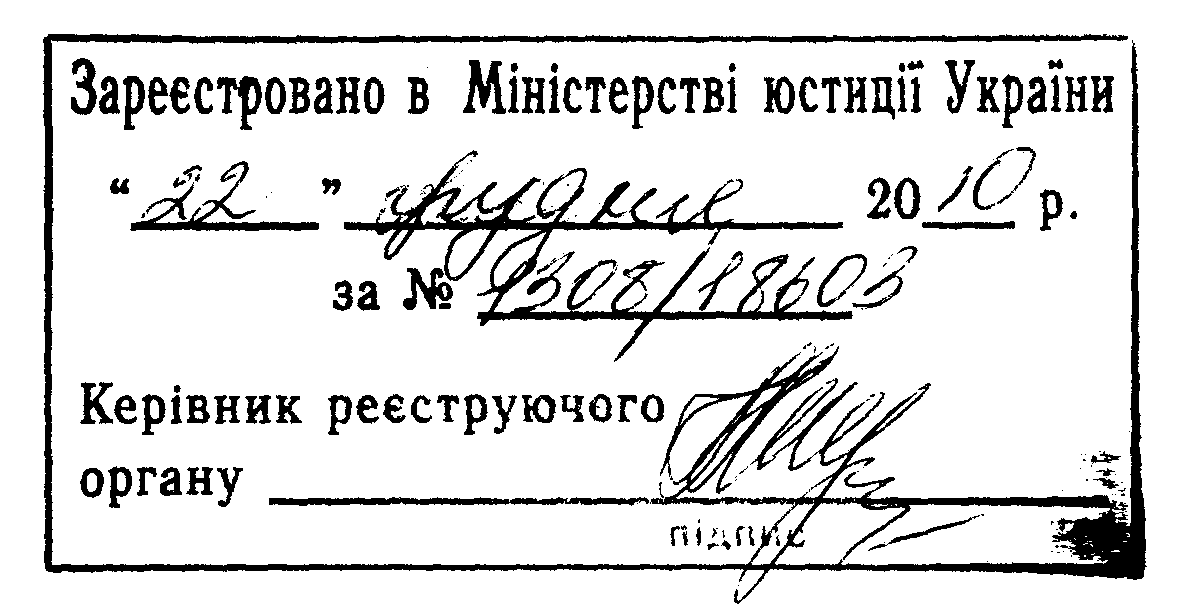 Зареєстровано в Міністерстві юстиції України
“ 22 ” грудня 2010 р.
за № 1308/18603
Керівник реєструючого
органу
підпис